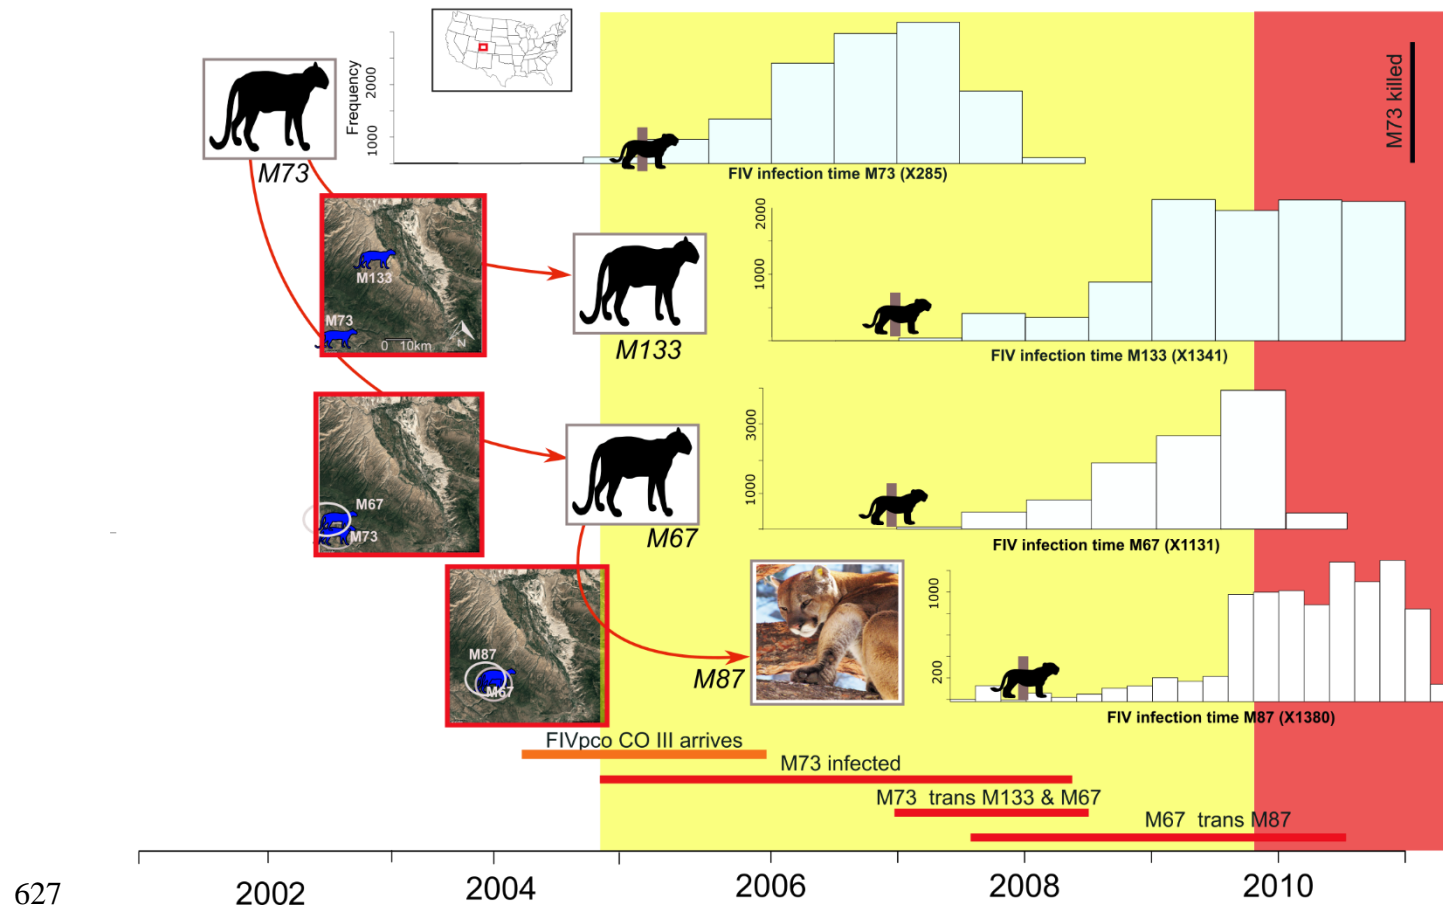 Frequency
1000
2000
M73 killed
M73
FIV infection time M73 (X285)
M133
M73
0 10km
N
M133
1000
2000
FIV infection time M133 (X1341)
M67
M73
M67
1000
3000
FIV infection time M67 (X1131)
M87
M67
M87
200
1000
FIV infection time M87 (X1380)
FIVpco CO III arrives
M73 infected
M73 trans M133 & M67
M67 trans M87
627
2002
2004
2006
2008
2010